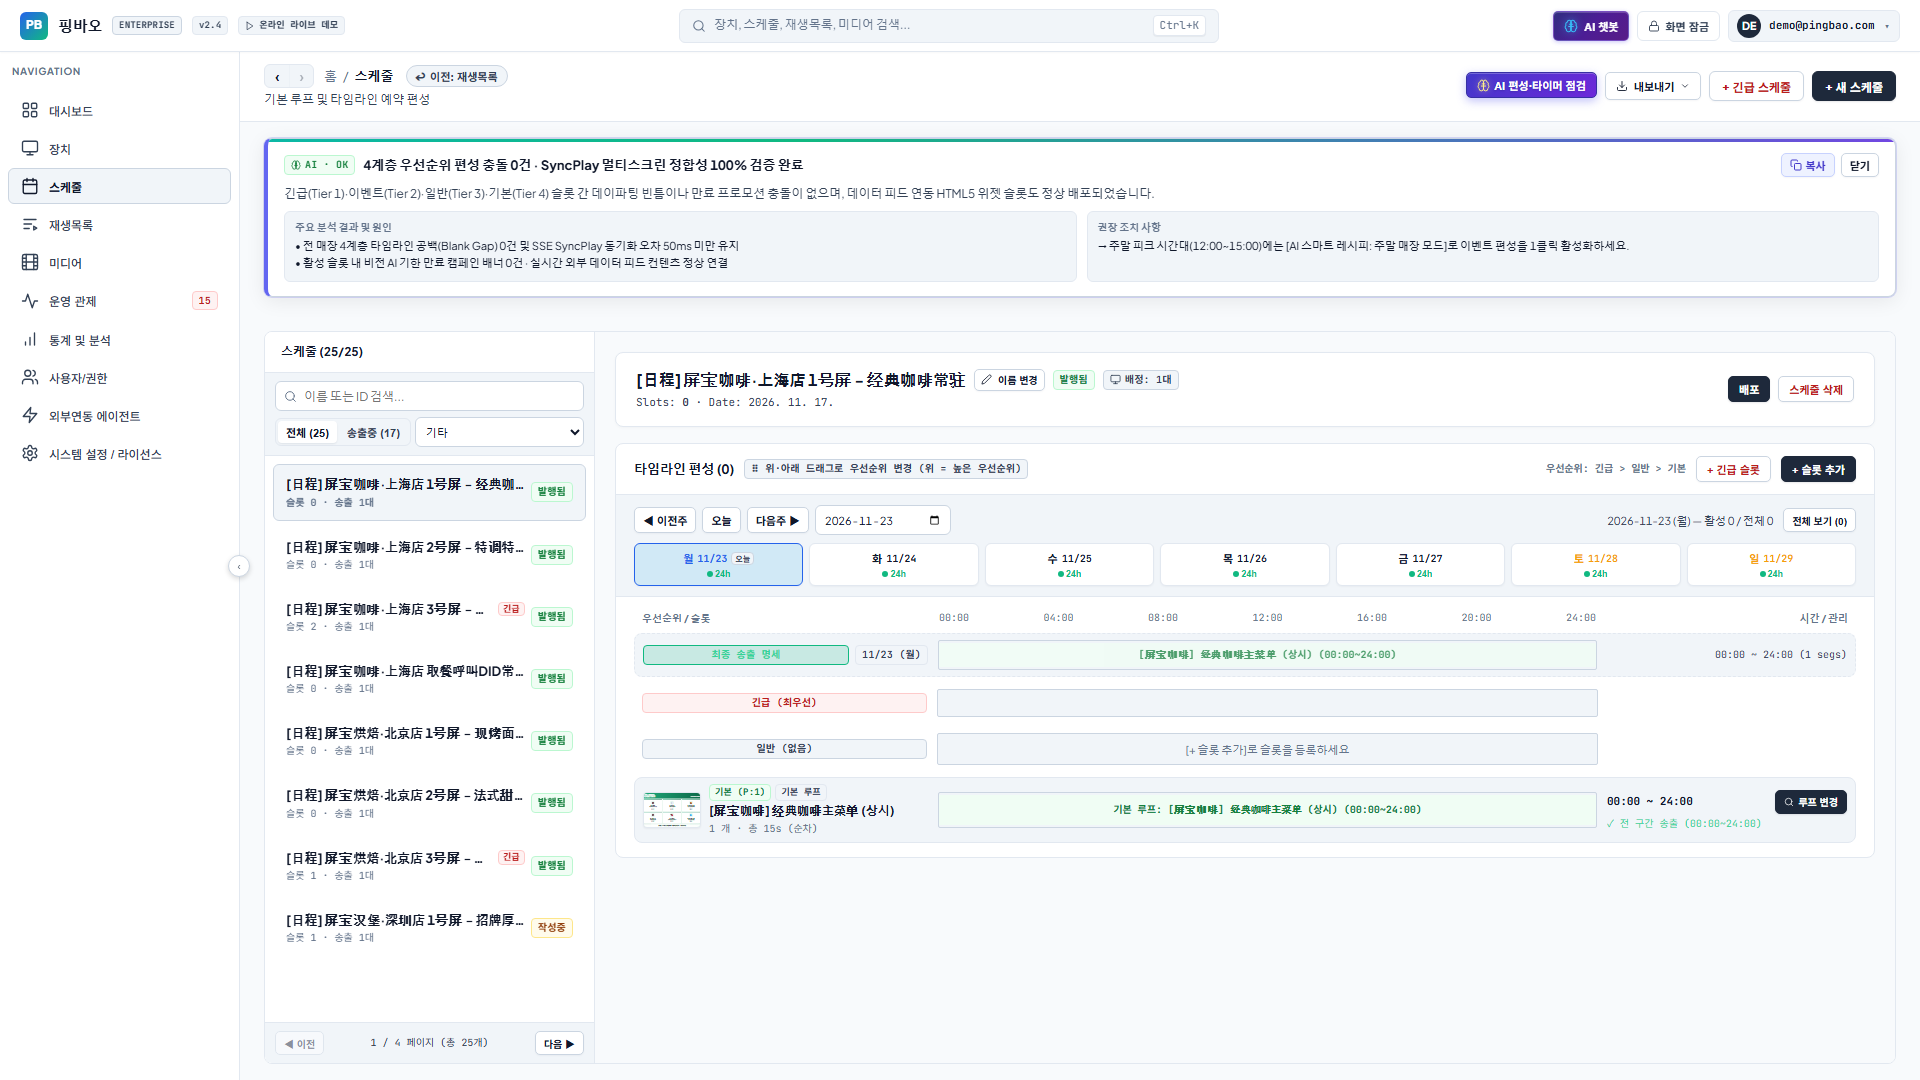 PB 핑바오 ENTERPRISE v2.4 ▷ 온라인 라이브 데모
장치, 스케줄, 재생목록, 미디어 검색... Ctrl+K
AI 챗봇 화면 잠금 DE demo@pingbao.com
NAVIGATION
대시보드
장치
스케줄
재생목록
미디어
운영 관제 15
통계 및 분석
사용자/권한
외부연동 에이전트
시스템 설정 / 라이선스
‹ › 홈 / 스케줄 ↩ 이전: 재생목록
기본 루프 및 타임라인 예약 편성
AI 편성·타이머 점검 내보내기 + 긴급 스케줄 + 새 스케줄
AI · OK 4계층 우선순위 편성 충돌 0건 · SyncPlay 멀티스크린 정합성 100% 검증 완료 복사 닫기
긴급(Tier 1)·이벤트(Tier 2)·일반(Tier 3)·기본(Tier 4) 슬롯 간 데이파팅 빈틈이나 만료 프로모션 충돌이 없으며, 데이터 피드 연동 HTML5 위젯 슬롯도 정상 배포되었습니다.
주요 분석 결과 및 원인
• 전 매장 4계층 타임라인 공백(Blank Gap) 0건 및 SSE SyncPlay 동기화 오차 50ms 미만 유지
• 활성 슬롯 내 비전 AI 기한 만료 캠페인 배너 0건 · 실시간 외부 데이터 피드 컨텐츠 정상 연결
권장 조치 사항
→ 주말 피크 시간대(12:00~15:00)에는 [AI 스마트 레시피: 주말 매장 모드]로 이벤트 편성을 1클릭 활성화하세요.
스케줄 (25/25)
이름 또는 ID 검색...
전체 (25) 송출중 (17) 기타
[日程] 屏宝咖啡·上海店 1号屏 – 经典咖... 발행됨
슬롯 0 · 송출 1대
[日程] 屏宝咖啡·上海店 2号屏 – 特调特... 발행됨
슬롯 0 · 송출 1대
[日程] 屏宝咖啡·上海店 3号屏 – ... 긴급 발행됨
슬롯 2 · 송출 1대
[日程] 屏宝咖啡·上海店 取餐呼叫DID常... 발행됨
슬롯 0 · 송출 1대
[日程] 屏宝烘焙·北京店 1号屏 – 现烤面... 발행됨
슬롯 0 · 송출 1대
[日程] 屏宝烘焙·北京店 2号屏 – 法式甜... 발행됨
슬롯 0 · 송출 1대
[日程] 屏宝烘焙·北京店 3号屏 – ... 긴급 발행됨
슬롯 1 · 송출 1대
[日程] 屏宝汉堡·深圳店 1号屏 – 招牌厚... 작성중
슬롯 1 · 송출 1대
◀ 이전 1 / 4 페이지 (총 25개) 다음 ▶
[日程] 屏宝咖啡·上海店 1号屏 – 经典咖啡常驻 이름 변경 발행됨 배정: 1대
Slots: 0 · Date: 2026. 11. 17.
배포 스케줄 삭제
타임라인 편성 (0) ⠿ 위·아래 드래그로 우선순위 변경 (위 = 높은 우선순위)
우선순위: 긴급 > 일반 > 기본 + 긴급 슬롯 + 슬롯 추가
◀ 이전주 오늘 다음주 ▶ 2026-11-23
2026-11-23 (월) — 활성 0 / 전체 0 전체 보기 (0)
월 11/23 오늘 화 11/24 수 11/25 목 11/26 금 11/27 토 11/28 일 11/29
24h 24h 24h 24h 24h 24h 24h
우선순위 / 슬롯 00:00 04:00 08:00 12:00 16:00 20:00 24:00 시간 / 관리
최종 송출 명세 11/23 (월) [屏宝咖啡] 经典咖啡主菜单 (상시) (00:00~24:00) 00:00 ~ 24:00 (1 segs)
긴급 (최우선)
일반 (없음) [+ 슬롯 추가]로 슬롯을 등록하세요
기본 (P:1) 기본 루프
[屏宝咖啡] 经典咖啡主菜单 (상시)
1 개 · 총 15s (순차)
기본 루프: [屏宝咖啡] 经典咖啡主菜单 (상시) (00:00~24:00)
00:00 ~ 24:00 루프 변경
✓ 전 구간 송출 (00:00~24:00)